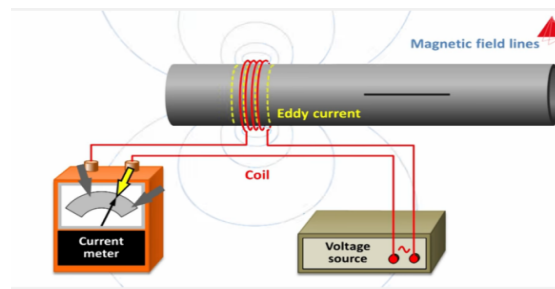 Magnetic field lines
Eddy current
Coil
Current
meter
Voltage
source